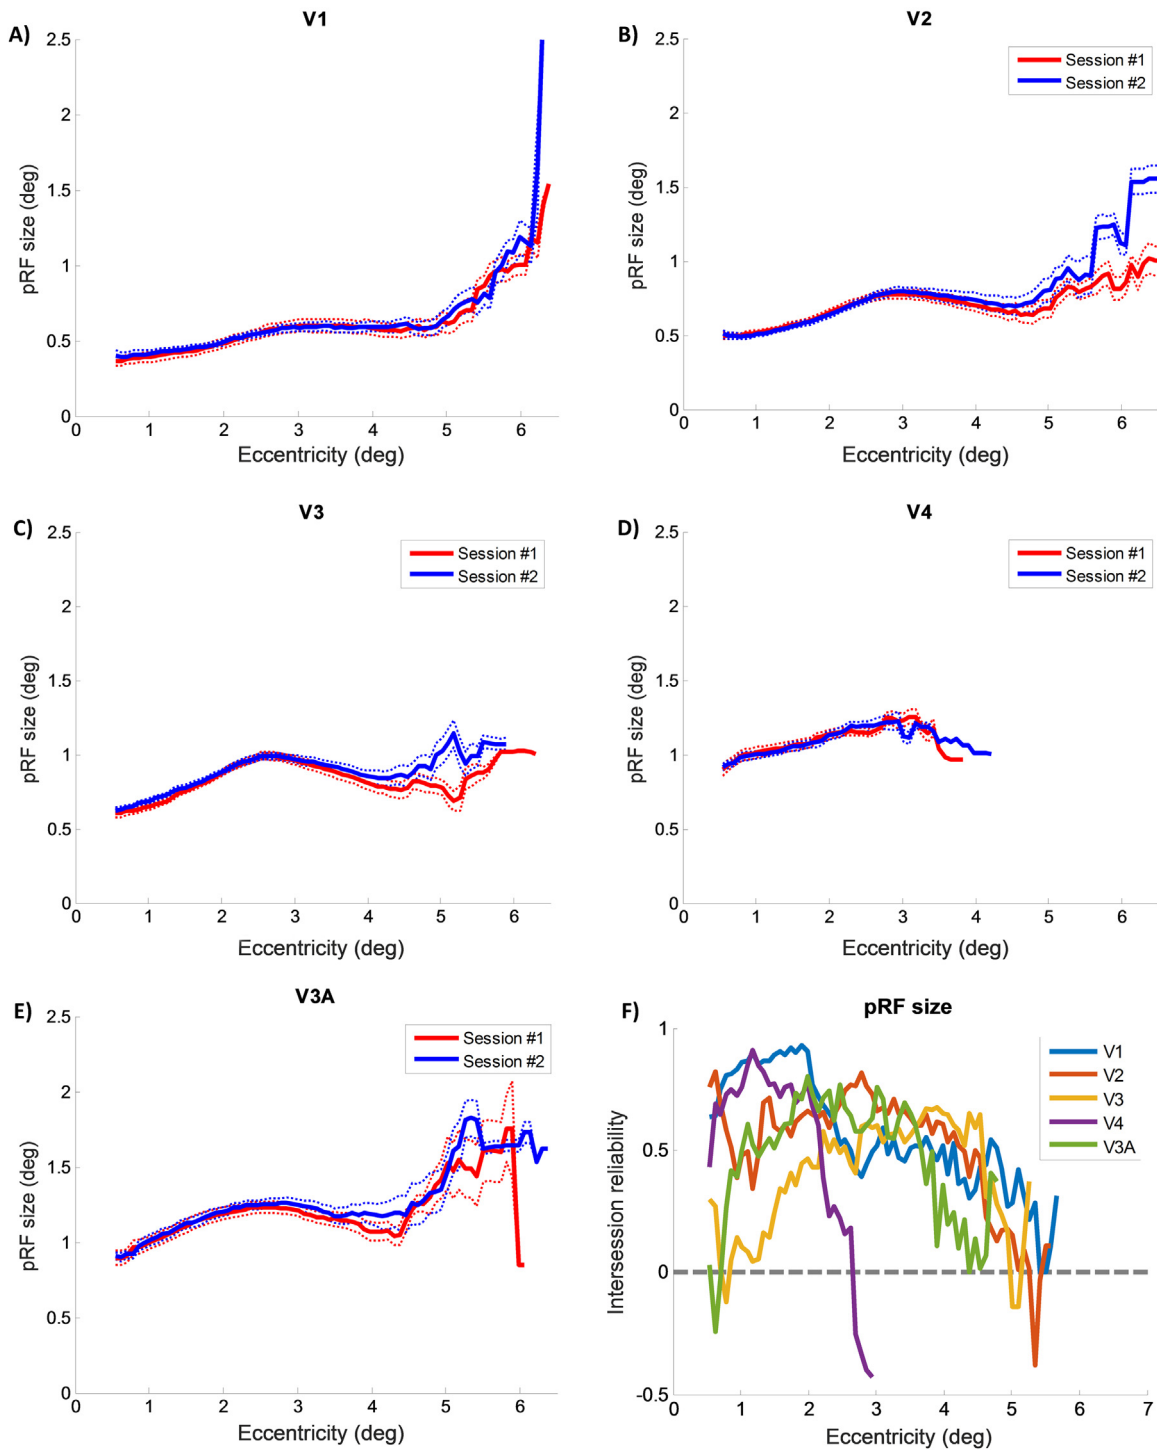 A)
V1
2.5
2
1.5
1
0.5
0
pRF size (deg)
0 1 2 3 4 5 6
Eccentricity (deg)
B)
V2
Session #1
Session #2
2.5
2
1.5
1
0.5
0
pRF size (deg)
0 1 2 3 4 5 6
Eccentricity (deg)
C)
V3
Session #1
Session #2
2.5
2
1.5
1
0.5
0
pRF size (deg)
0 1 2 3 4 5 6
Eccentricity (deg)
D)
V4
Session #1
Session #2
2.5
2
1.5
1
0.5
0
pRF size (deg)
0 1 2 3 4 5 6
Eccentricity (deg)
E)
V3A
Session #1
Session #2
2.5
2
1.5
1
0.5
0
pRF size (deg)
0 1 2 3 4 5 6
Eccentricity (deg)
F)
pRF size
V1
V2
V3
V4
V3A
1
0.5
0
-0.5
Intersession reliability
0 1 2 3 4 5 6 7
Eccentricity (deg)